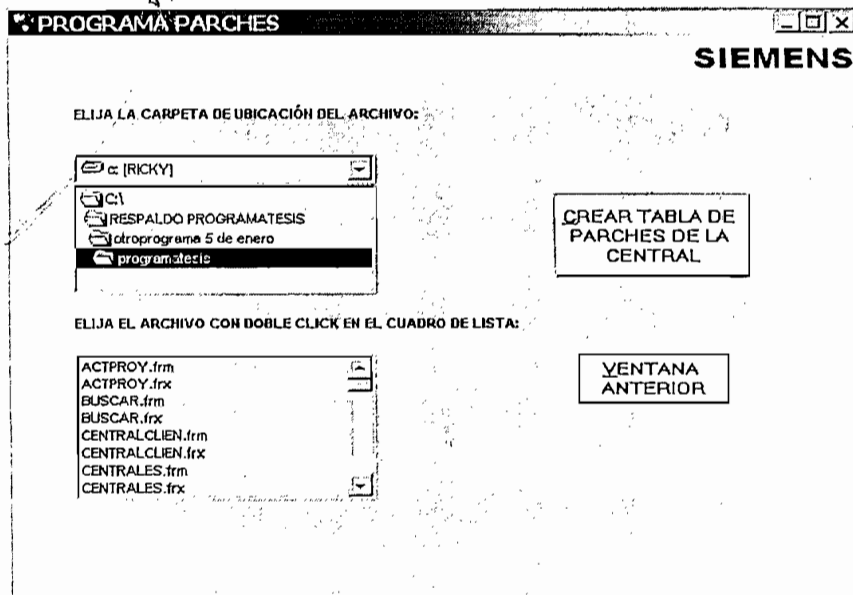 PROGRAMA PARCHES
SIEMENS
ELIJA LA CARPETA DE UBICACIÓN DEL ARCHIVO:
c: [RICKY]
C:\
RESPALDO PROGRAMATESIS
otroprograma 5 de enero
programatesis
CREAR TABLA DE
PARCHES DE LA
CENTRAL
ELIJA EL ARCHIVO CON DOBLE CLICK EN EL CUADRO DE LISTA:
ACTPROY.frm
ACTPROY.frx
BUSCAR.frm
BUSCAR.frx
CENTRALCLIEN.frm
CENTRALCLIEN.frx
CENTRALES.frm
CENTRALES.frx
VENTANA
ANTERIOR